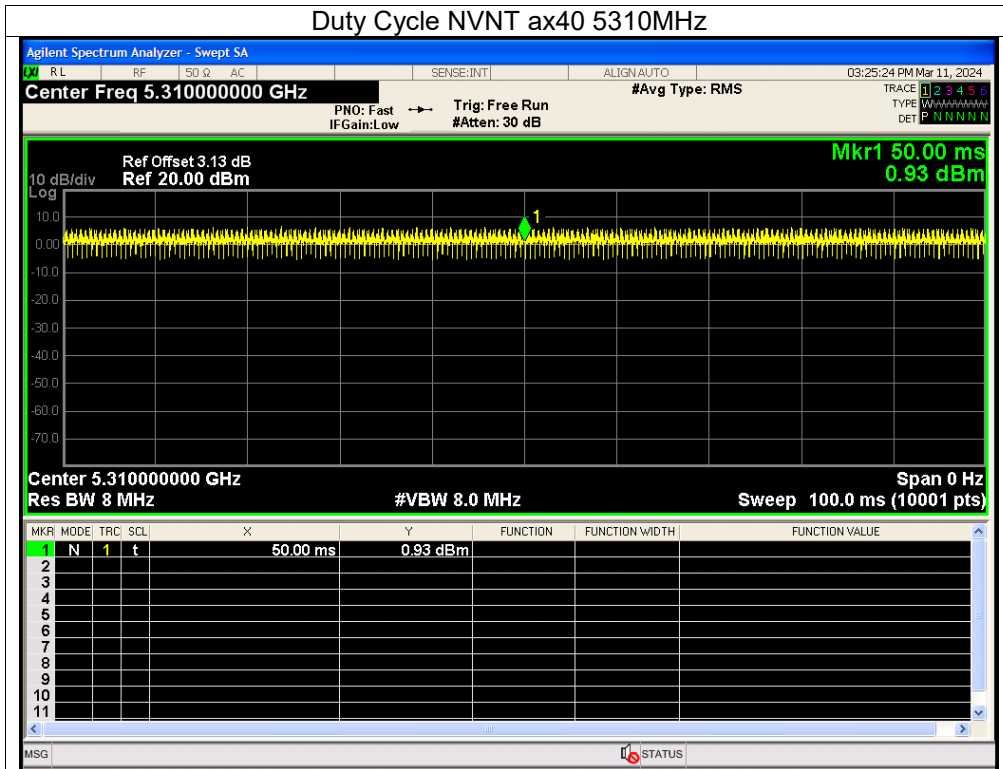 Duty Cycle NVNT ax40 5310MHz
Agilent Spectrum Analyzer - Swept SA
LXI RL RF 50 Ω AC SENSE:INT ALIGN AUTO 03:25:24 PM Mar 11, 2024
Center Freq 5.310000000 GHz #Avg Type: RMS TRACE 1 2 3 4 5 6
PNO: Fast Trig: Free Run TYPE WWWWWW
IFGain:Low #Atten: 30 dB DET P N N N N N
Mkr1 50.00 ms
Ref Offset 3.13 dB
10 dB/div Ref 20.00 dBm 0.93 dBm
Log
10.0
1
0.00
-10.0
-20.0
-30.0
-40.0
-50.0
-60.0
-70.0
Center 5.310000000 GHz Span 0 Hz
Res BW 8 MHz #VBW 8.0 MHz Sweep 100.0 ms (10001 pts)
MKR MODE TRC SCL X Y FUNCTION FUNCTION WIDTH FUNCTION VALUE
1 N 1 t 50.00 ms 0.93 dBm
2
3
4
5
6
7
8
9
10
11
MSG STATUS